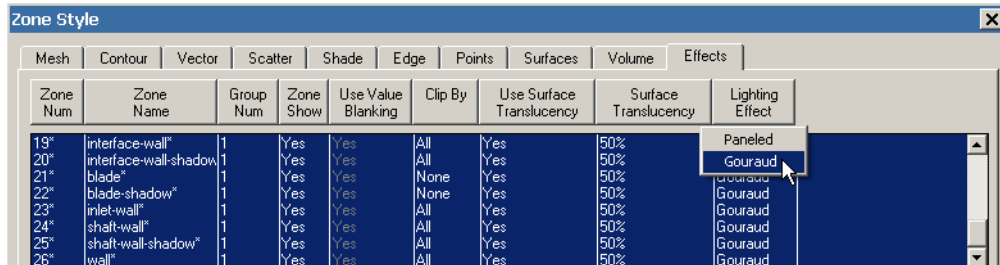 Zone Style
Mesh Contour Vector Scatter Shade Edge Points Surfaces Volume Effects
Zone Num Zone Name Group Num Zone Show Use Value Blanking Clip By Use Surface Translucency Surface Translucency Lighting Effect
Paneled
Gouraud
19* interface-wall* 1 Yes Yes All Yes 50%
20* interface-wall-shadow 1 Yes Yes All Yes 50%
21* blade* 1 Yes Yes None Yes 50% Gouraud
22* blade-shadow* 1 Yes Yes None Yes 50% Gouraud
23* inlet-wall* 1 Yes Yes All Yes 50% Gouraud
24* shaft-wall* 1 Yes Yes All Yes 50% Gouraud
25* shaft-wall-shadow* 1 Yes Yes All Yes 50% Gouraud
26* wall* 1 Yes Yes All Yes 50% Gouraud